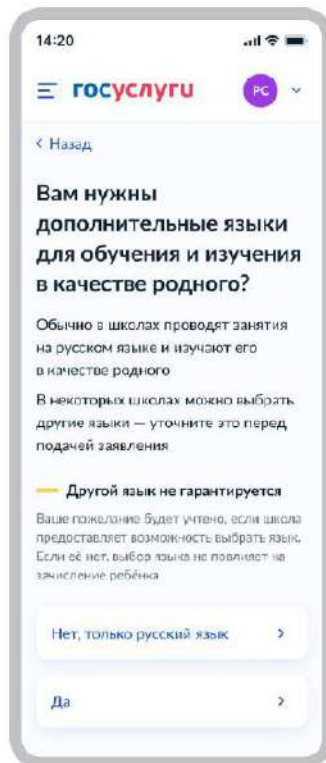 14:20
госуслуги
РС
Назад
Вам нужны
дополнительные языки
для обучения и изучения
в качестве родного?
Обычно в школах проводят занятия
на русском языке и изучают его
в качестве родного
В некоторых школах можно выбрать
другие языки — уточните это перед
подачей заявления
Другой язык не гарантируется
Ваше пожелание будет учтено, если школа
предоставляет возможность выбрать язык.
Если её нет, выбор языка не повлияет на
зачисление ребёнка
Нет, только русский язык
Да